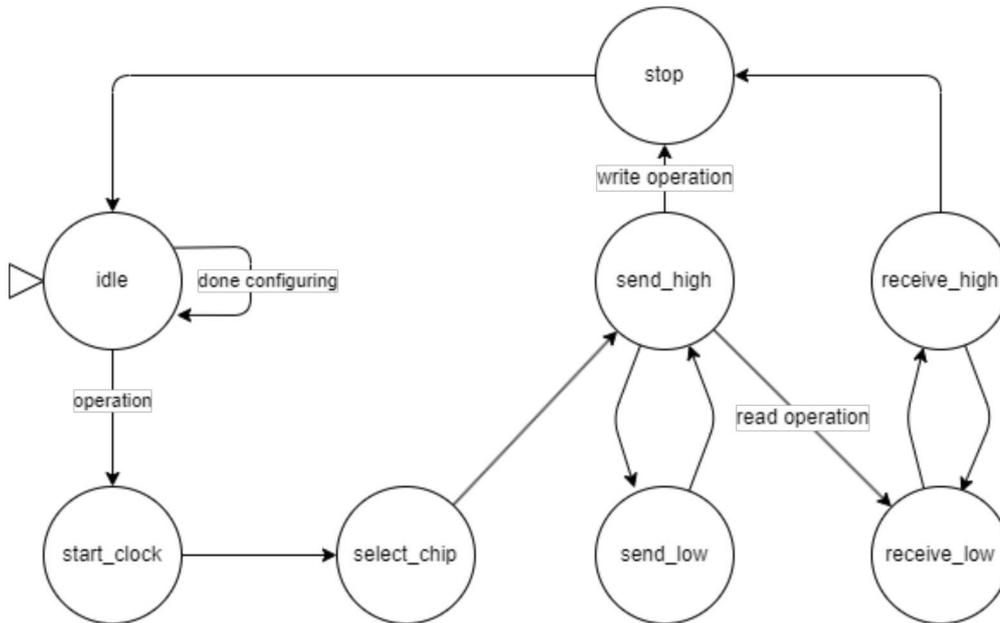 stop
write operation
idle
done configuring
send_high
receive_high
operation
read operation
start_clock
select_chip
send_low
receive_low